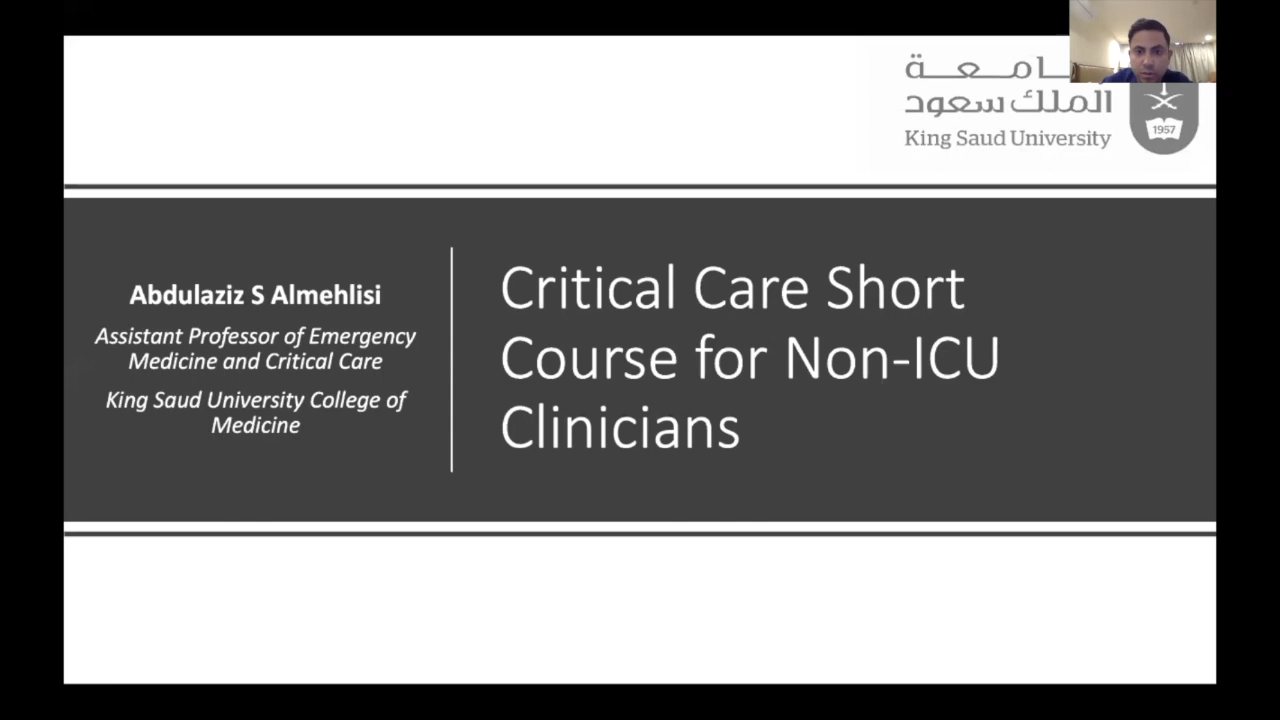 الملك سعود
King Saud University
1957
Abdulaziz S Almehlisi
Assistant Professor of Emergency
Medicine and Critical Care
King Saud University College of
Medicine
Critical Care Short
Course for Non-ICU
Clinicians